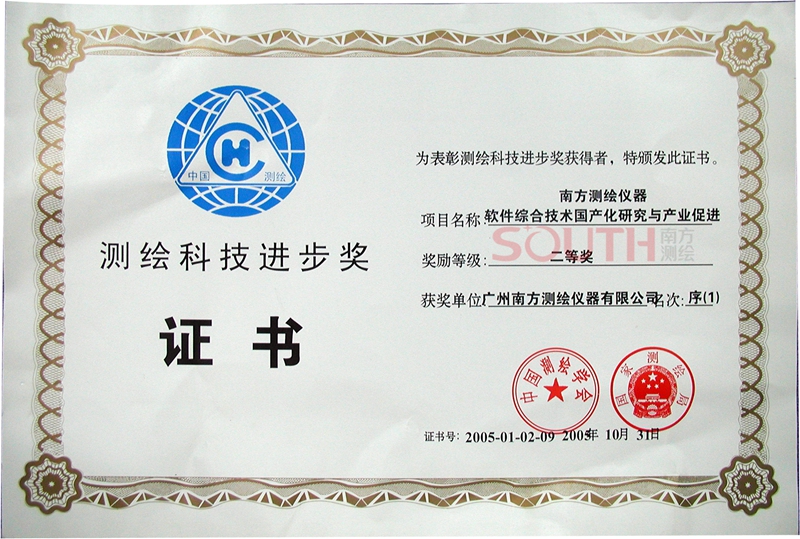 中国 测绘
测绘科技进步奖
证书
为表彰测绘科技进步奖获得者，特颁发此证书。
南方测绘仪器
项目名称:软件综合技术国产化研究与产业促进
SOUTH 南方测绘
奖励等级: 二等奖
获奖单位广州南方测绘仪器有限公司名次:序(1)
中国测绘学会
国家测绘局
证书号: 2005-01-02-09 2005年 10月 31日